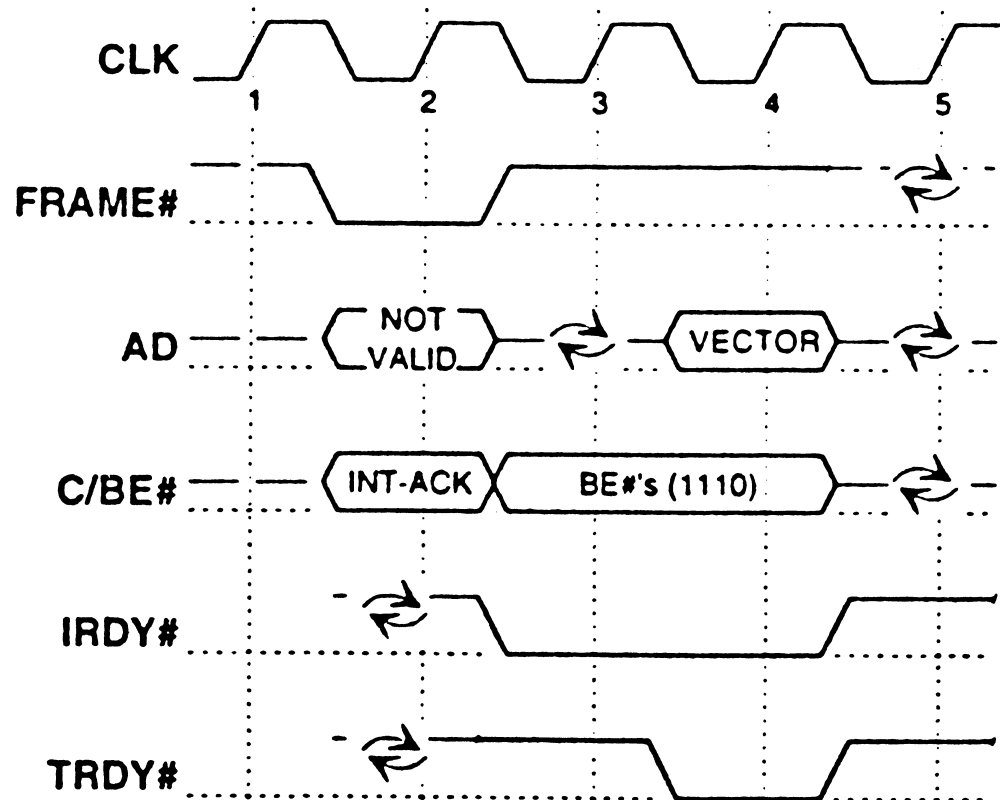 CLK
1 2 3 4 5
FRAME#
AD
NOT
VALID
VECTOR
C/BE#
INT-ACK
BE#'s (1110)
IRDY#
TRDY#